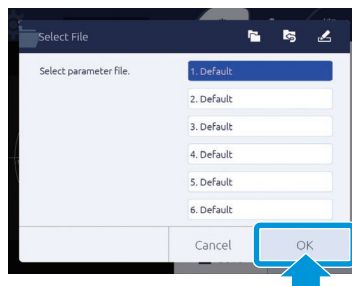 Select File
Select parameter file.
1. Default
2. Default
3. Default
4. Default
5. Default
6. Default
Cancel
OK